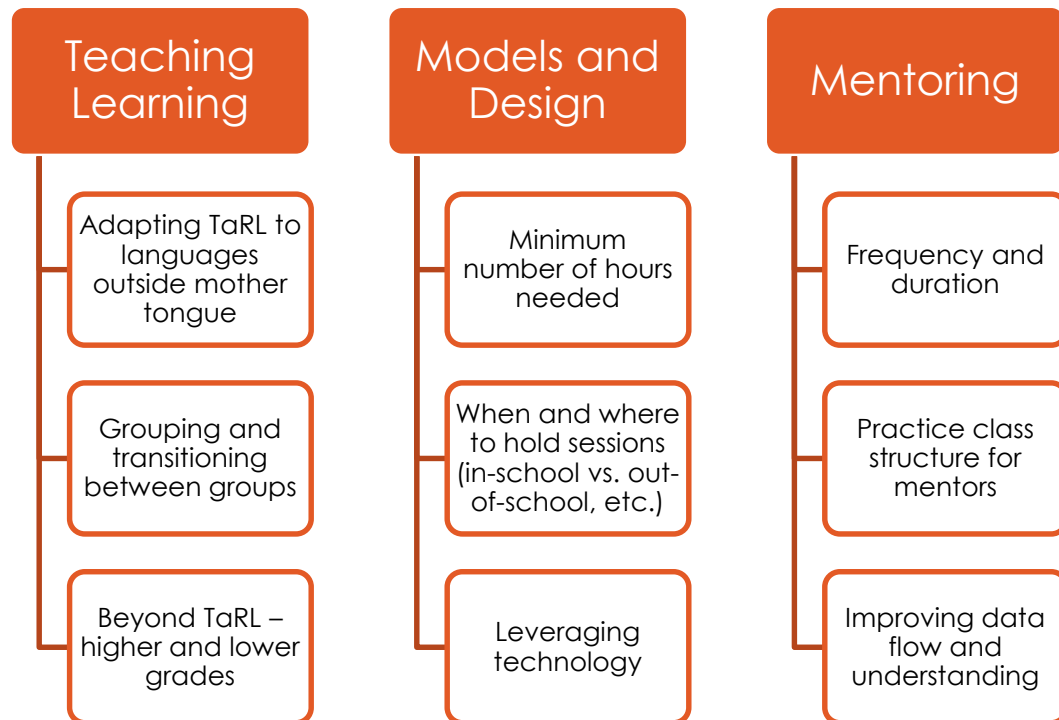 Teaching
Learning
Adapting TaRL to
languages
outside mother
tongue
Grouping and
transitioning
between groups
Beyond TaRL –
higher and lower
grades
Models and
Design
Minimum
number of hours
needed
When and where
to hold sessions
(in-school vs. out-
of-school, etc.)
Leveraging
technology
Mentoring
Frequency and
duration
Practice class
structure for
mentors
Improving data
flow and
understanding